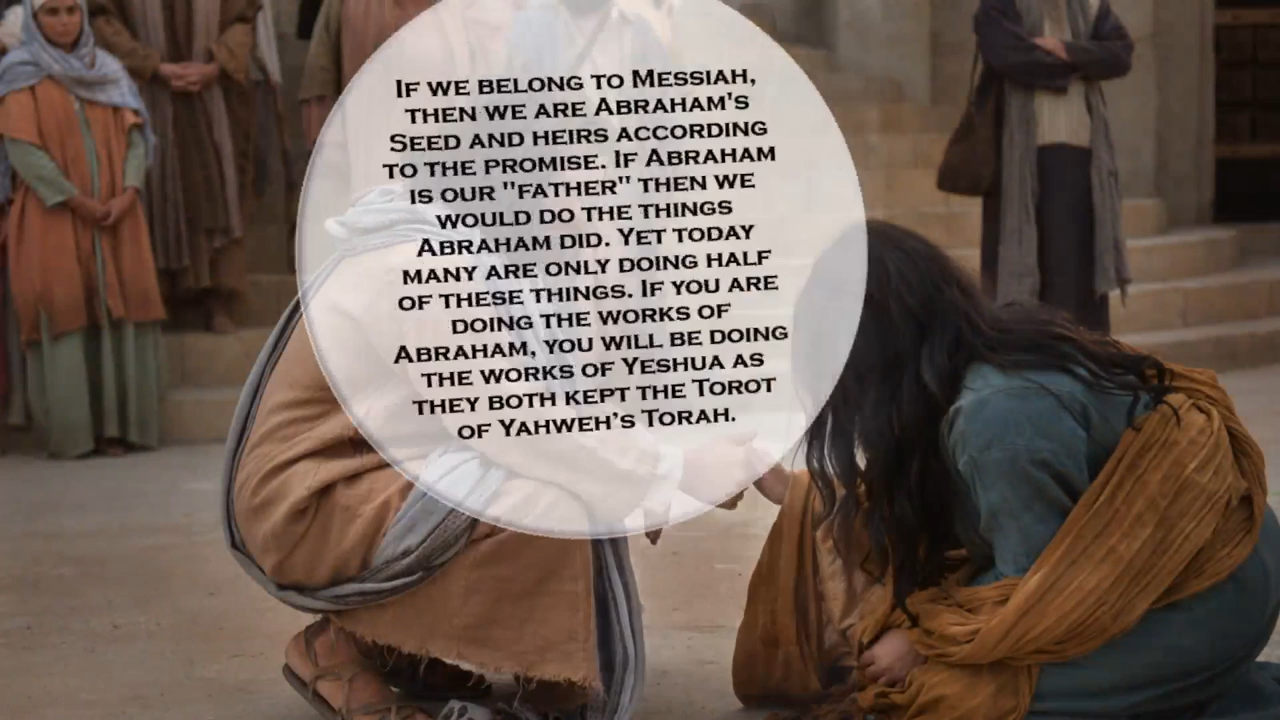 If we belong to Messiah,
then we are Abraham's
Seed and heirs according
to the promise. If Abraham
is our "father" then we
would do the things
Abraham did. Yet today
many are only doing half
of these things. If you are
doing the works of
Abraham, you will be doing
the works of Yeshua as
they both kept the Torot
of Yahweh’s Torah.